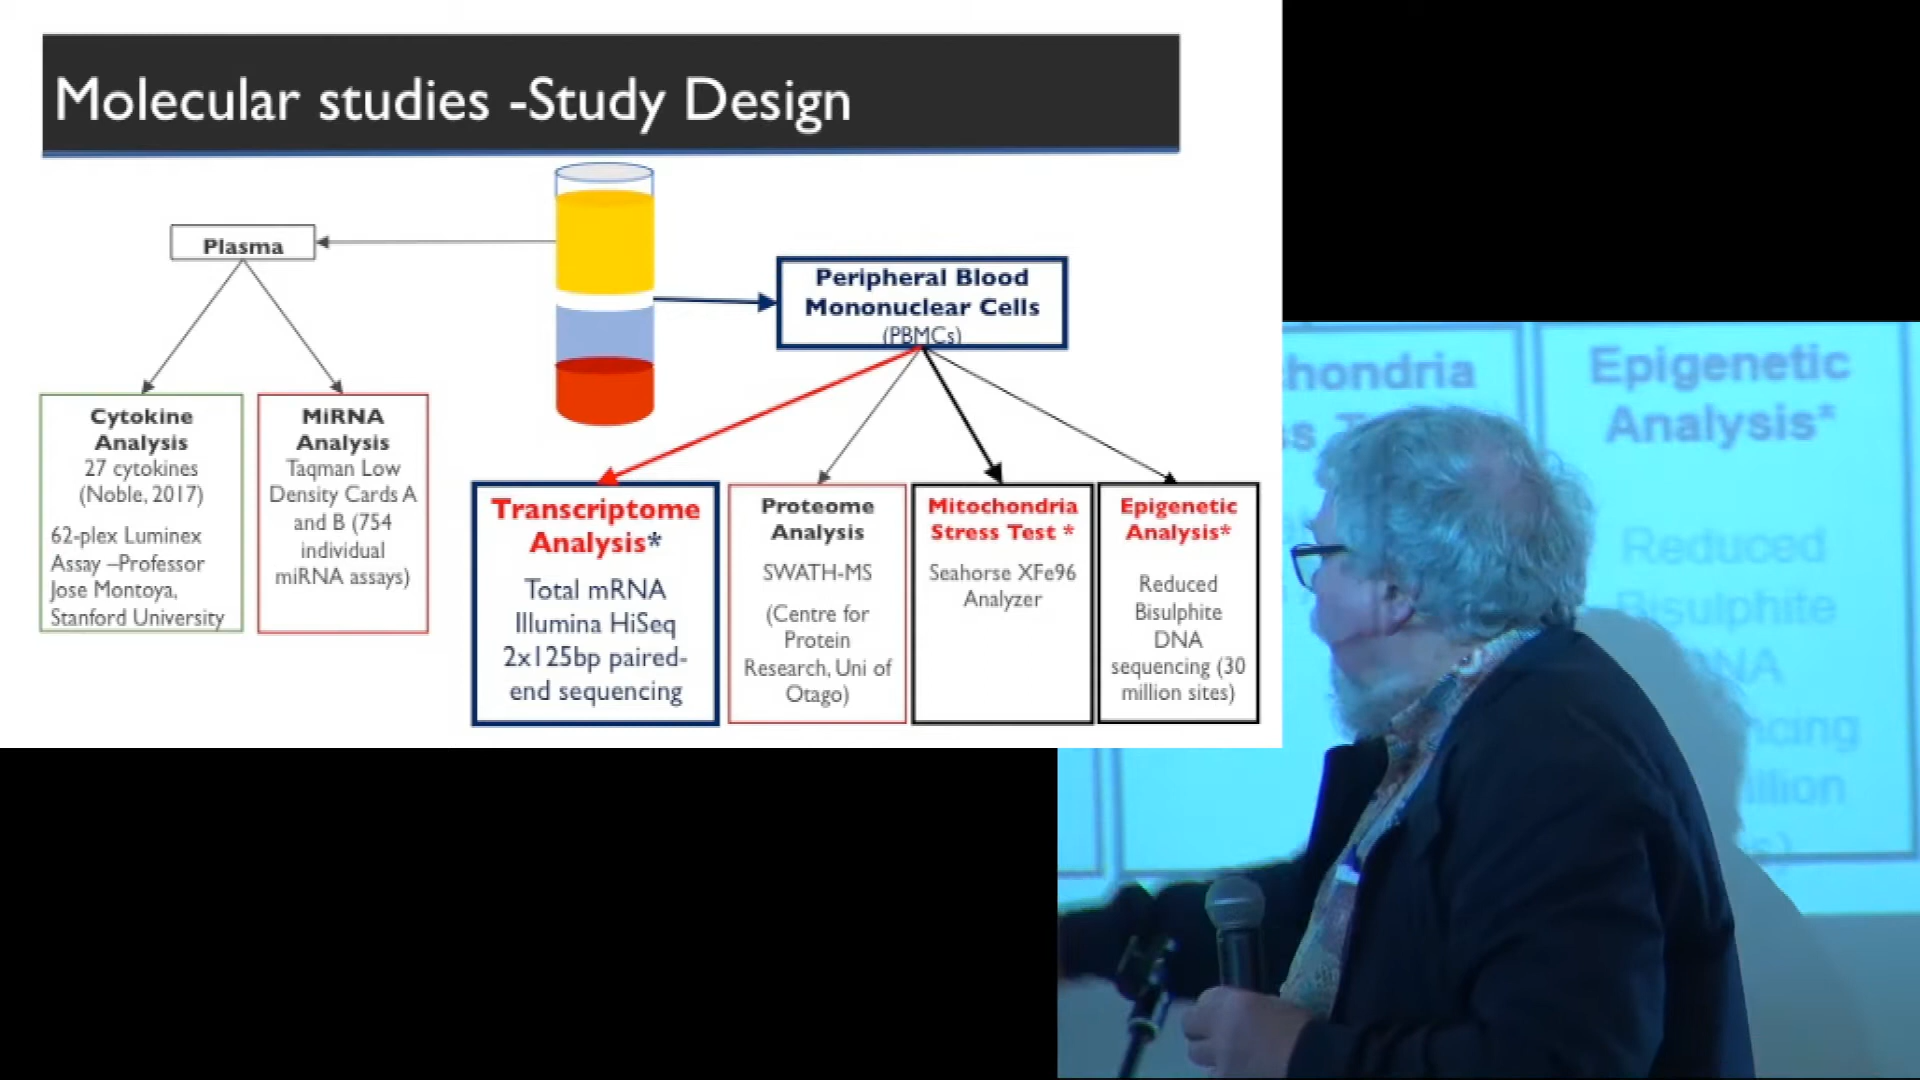 Molecular studies -Study Design
Plasma
Peripheral Blood
Mononuclear Cells
(PBMCs)
Cytokine
Analysis
27 cytokines
(Noble, 2017)
62-plex Luminex
Assay –Professor
Jose Montoya,
Stanford University
MiRNA
Analysis
Taqman Low
Density Cards A
and B (754
individual
miRNA assays)
Transcriptome
Analysis*
Total mRNA
Illumina HiSeq
2x125bp paired-
end sequencing
Proteome
Analysis
SWATH-MS
(Centre for
Protein
Research, Uni of
Otago)
Mitochondria
Stress Test *
Seahorse XFe96
Analyzer
Epigenetic
Analysis*
Reduced
Bisulphite
DNA
sequencing (30
million sites)
hondria
Epigenetic
Analysis*
Reduced
Bisulphite
DNA
ncing
illion